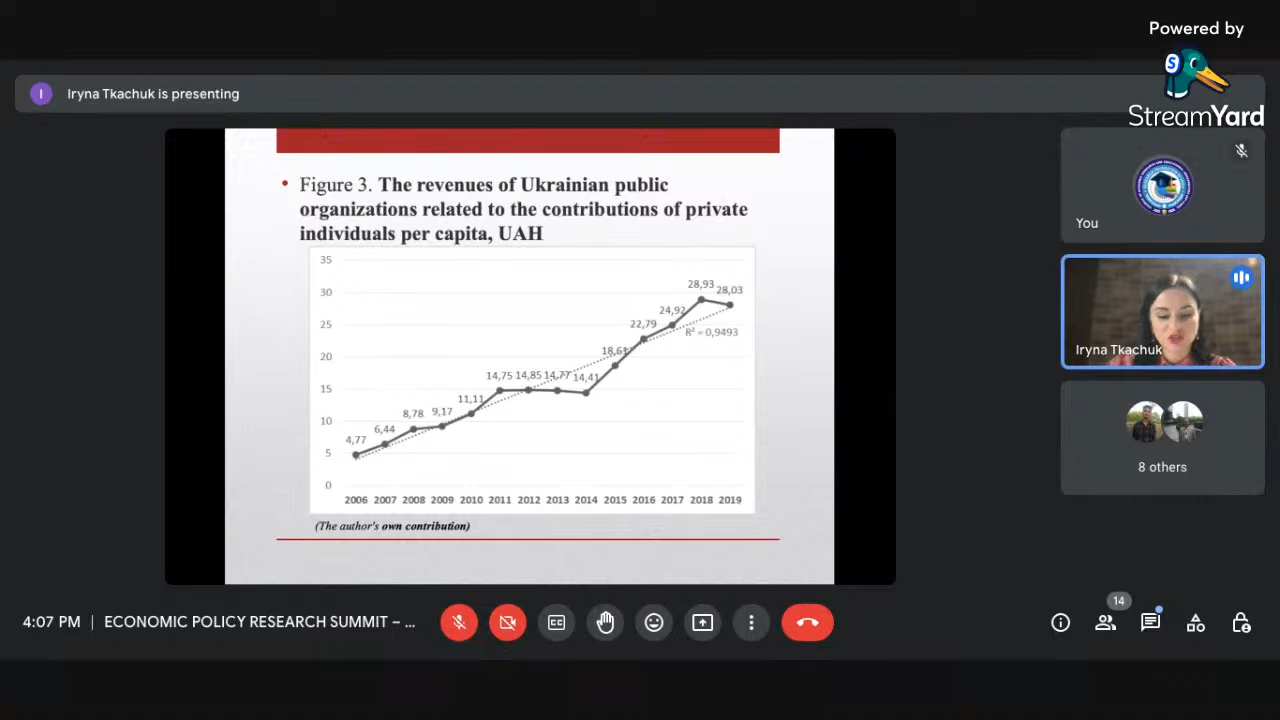 Powered by
StreamYard
I
Iryna Tkachuk is presenting
• Figure 3. The revenues of Ukrainian public
organizations related to the contributions of private
individuals per capita, UAH
35
30
25
20
15
10
5
0
4,77
6,44
8,78
9,17
11,11
14,75 14,85 14,77 14,41
18,61
22,79
24,92
28,93
28,03
R² = 0,9493
2006 2007 2008 2009 2010 2011 2012 2013 2014 2015 2016 2017 2018 2019
(The author's own contribution)
You
Iryna Tkachuk
8 others
4:07 PM | ECONOMIC POLICY RESEARCH SUMMIT – ...
CC
14